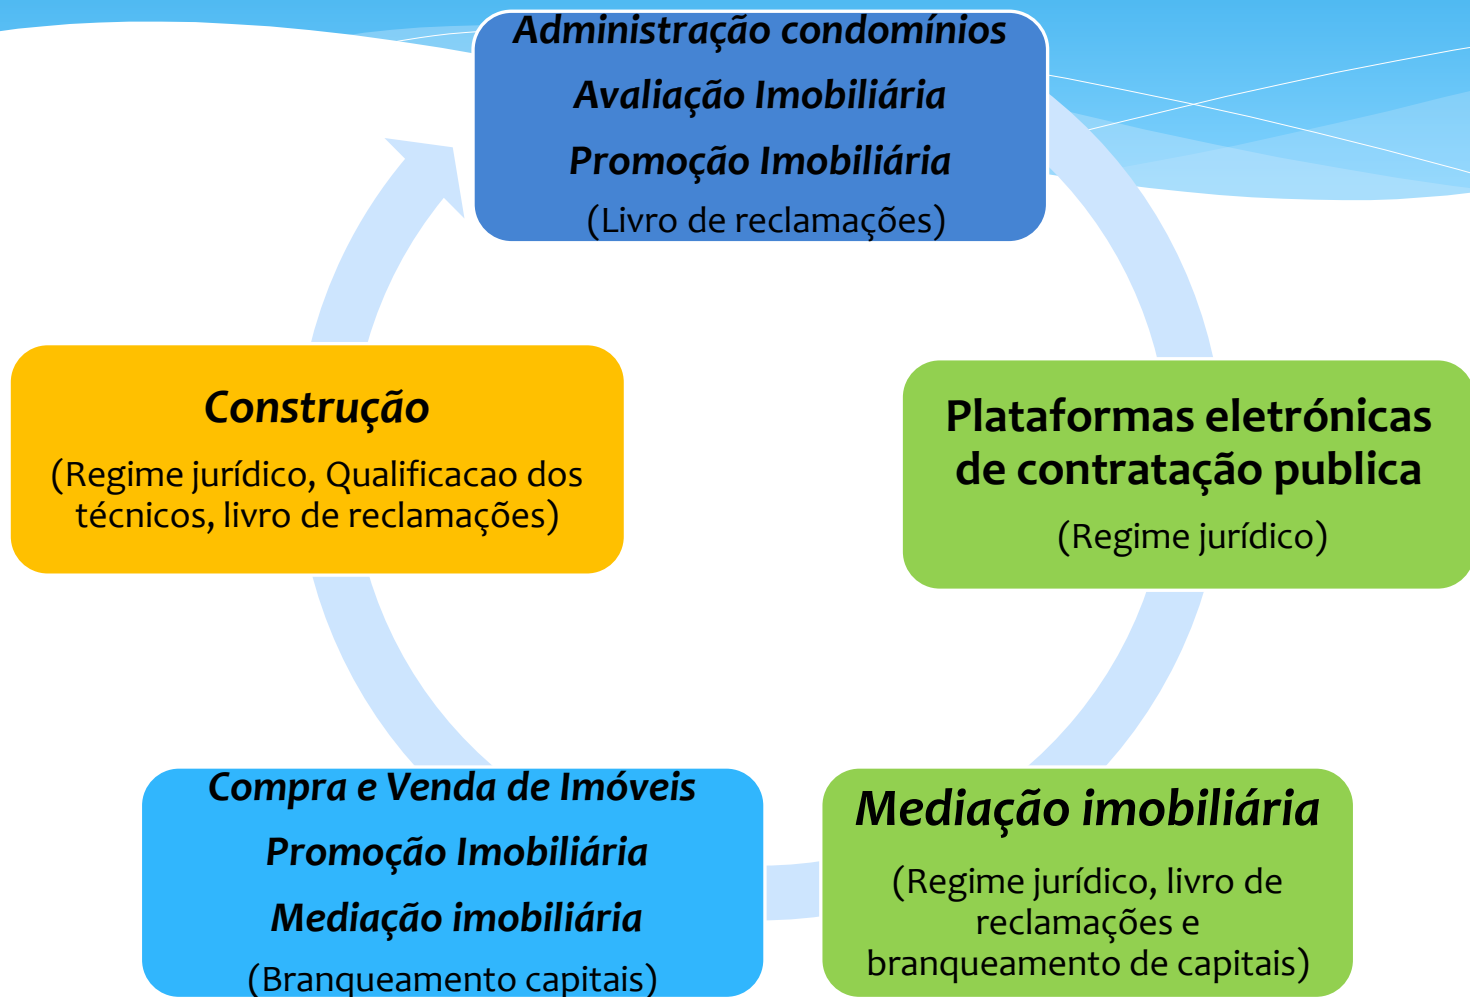 Administração condomínios
Avaliação Imobiliária
Promoção Imobiliária
(Livro de reclamações)
Plataformas eletrónicas
de contratação publica
(Regime jurídico)
Mediação imobiliária
(Regime jurídico, livro de
reclamações e
branqueamento de capitais)
Compra e Venda de Imóveis
Promoção Imobiliária
Mediação imobiliária
(Branqueamento capitais)
Construção
(Regime jurídico, Qualificacao dos
técnicos, livro de reclamações)